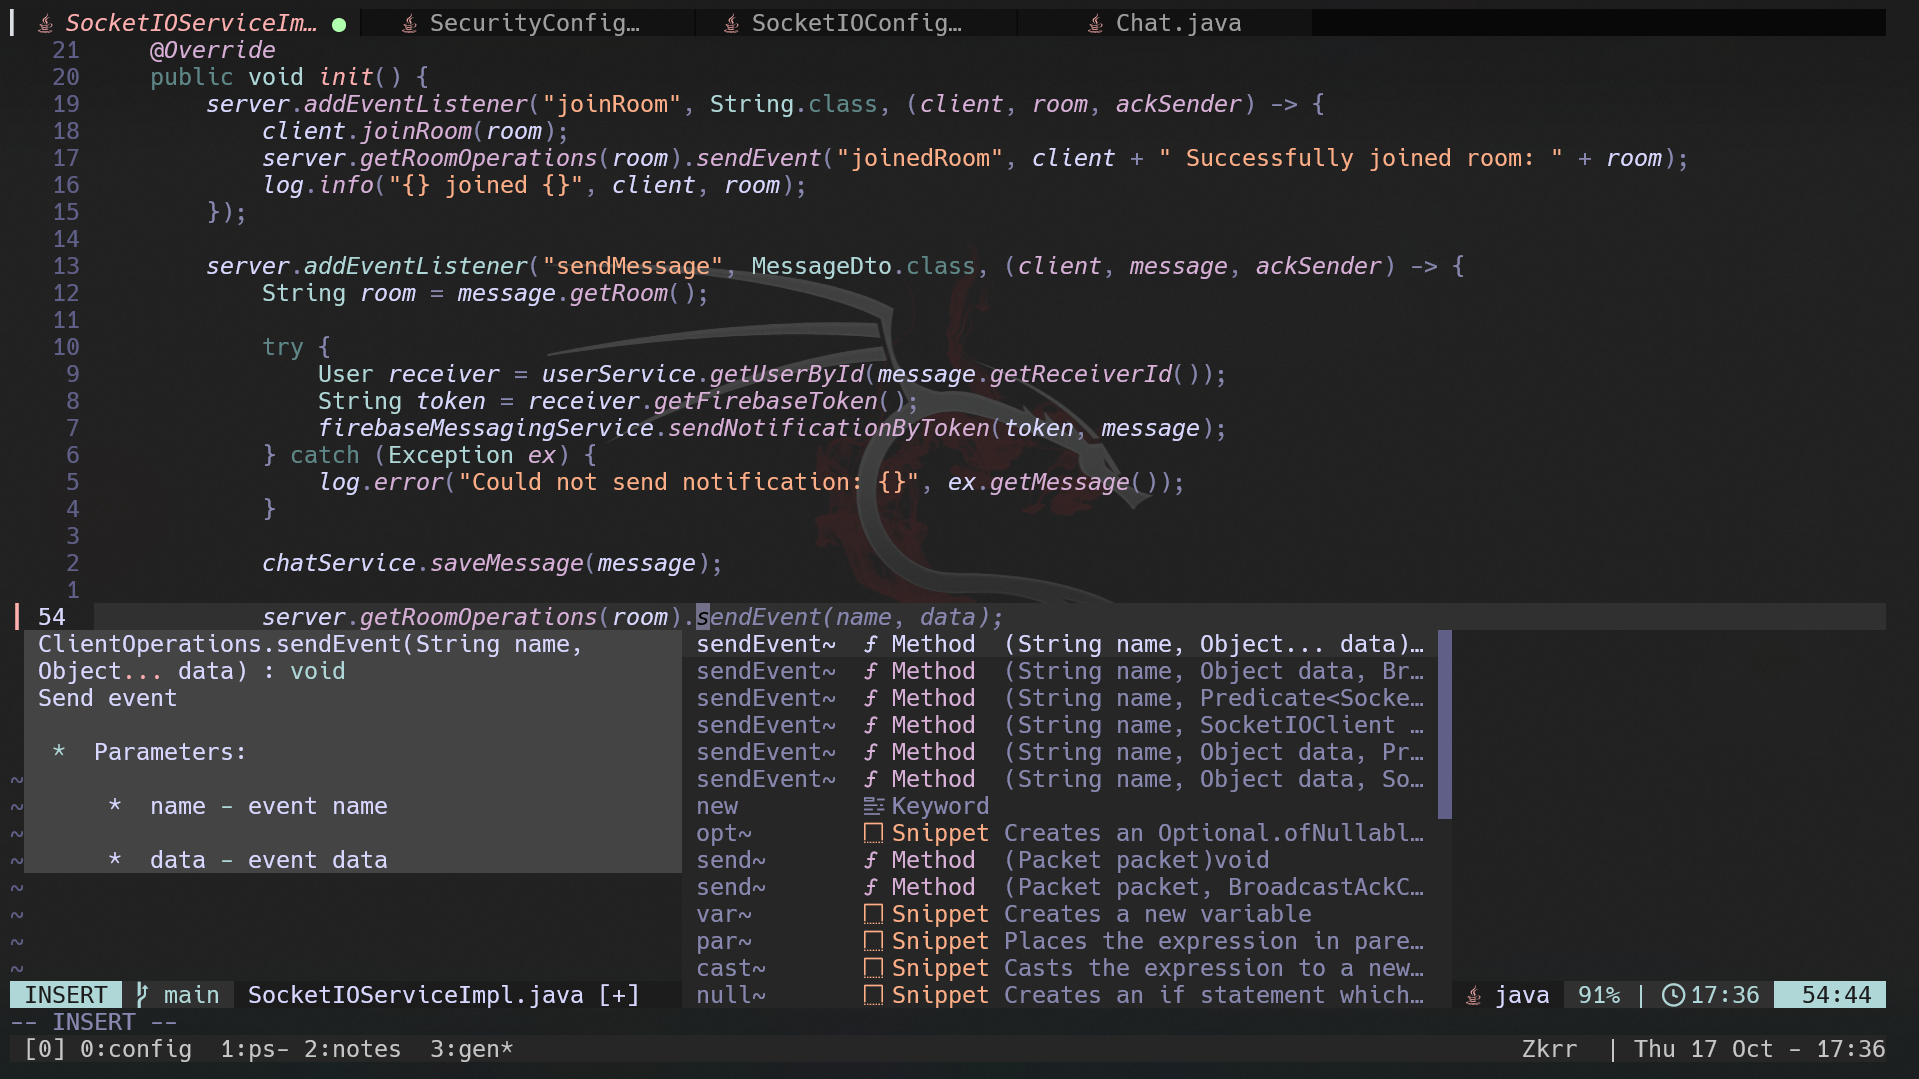 SocketIOServiceIm… ● SecurityConfig… SocketIOConfig… Chat.java
21 @Override
20 public void init() {
19 server.addEventListener("joinRoom", String.class, (client, room, ackSender) -> {
18 client.joinRoom(room);
17 server.getRoomOperations(room).sendEvent("joinedRoom", client + " Successfully joined room: " + room);
16 log.info("{} joined {}", client, room);
15 });
14
13 server.addEventListener("sendMessage", MessageDto.class, (client, message, ackSender) -> {
12 String room = message.getRoom();
11
10 try {
9 User receiver = userService.getUserById(message.getReceiverId());
8 String token = receiver.getFirebaseToken();
7 firebaseMessagingService.sendNotificationByToken(token, message);
6 } catch (Exception ex) {
5 log.error("Could not send notification: {}", ex.getMessage());
4 }
3
2 chatService.saveMessage(message);
1
54 server.getRoomOperations(room).sendEvent(name, data);
ClientOperations.sendEvent(String name, sendEvent~ ƒ Method (String name, Object... data)…
Object... data) : void sendEvent~ ƒ Method (String name, Object data, Br…
Send event sendEvent~ ƒ Method (String name, Predicate<Socke…
sendEvent~ ƒ Method (String name, SocketIOClient …
* Parameters: sendEvent~ ƒ Method (String name, Object data, Pr…
~ sendEvent~ ƒ Method (String name, Object data, So…
~ * name - event name new Keyword
~ opt~ Snippet Creates an Optional.ofNullabl…
~ * data - event data send~ ƒ Method (Packet packet)void
~ send~ ƒ Method (Packet packet, BroadcastAckC…
~ var~ Snippet Creates a new variable
~ par~ Snippet Places the expression in pare…
~ cast~ Snippet Casts the expression to a new…
INSERT main SocketIOServiceImpl.java [+] null~ Snippet Creates an if statement which… java 91% | 17:36 54:44
-- INSERT --
[0] 0:config 1:ps- 2:notes 3:gen* Zkrr | Thu 17 Oct - 17:36